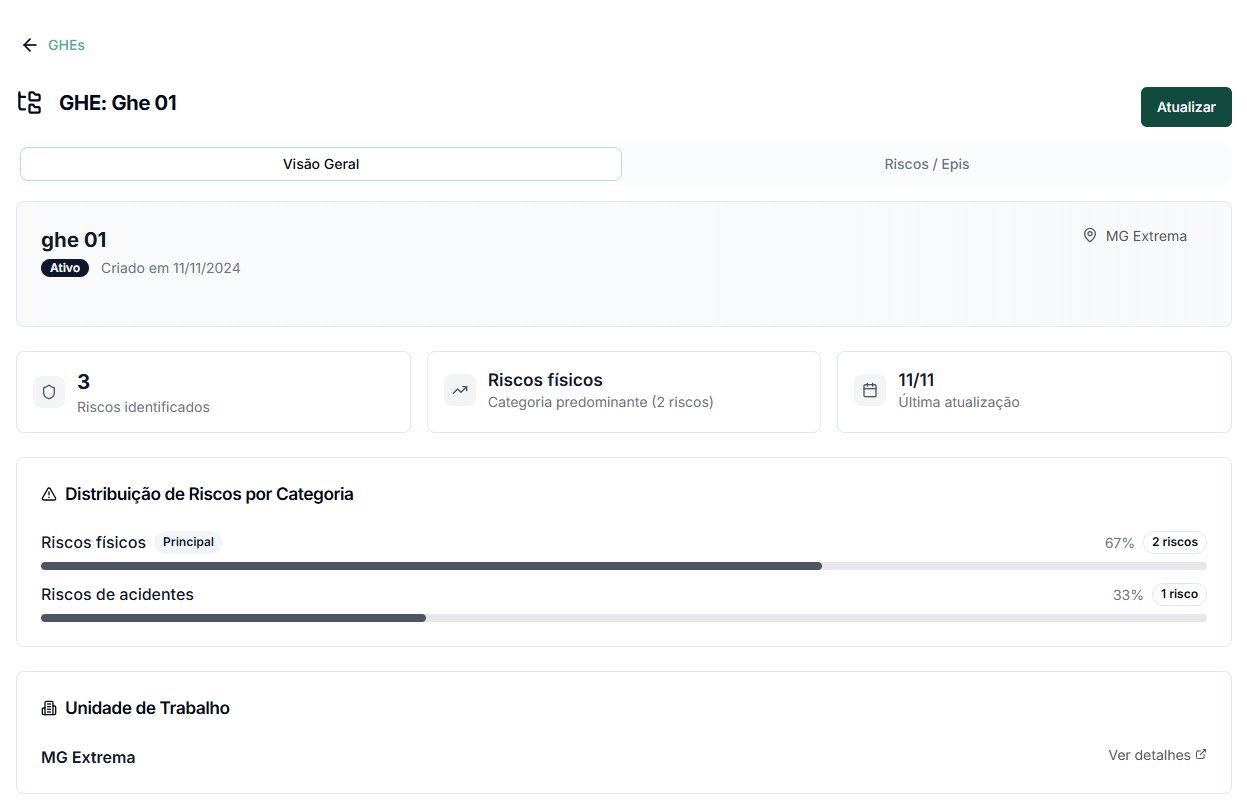 GHEs
GHE: Ghe 01
Atualizar
Visão Geral
Riscos / Epis
ghe 01
MG Extrema
Ativo Criado em 11/11/2024
3
Riscos identificados
Riscos físicos
Categoria predominante (2 riscos)
11/11
Última atualização
Distribuição de Riscos por Categoria
Riscos físicos Principal 67% 2 riscos
Riscos de acidentes 33% 1 risco
Unidade de Trabalho
MG Extrema Ver detalhes